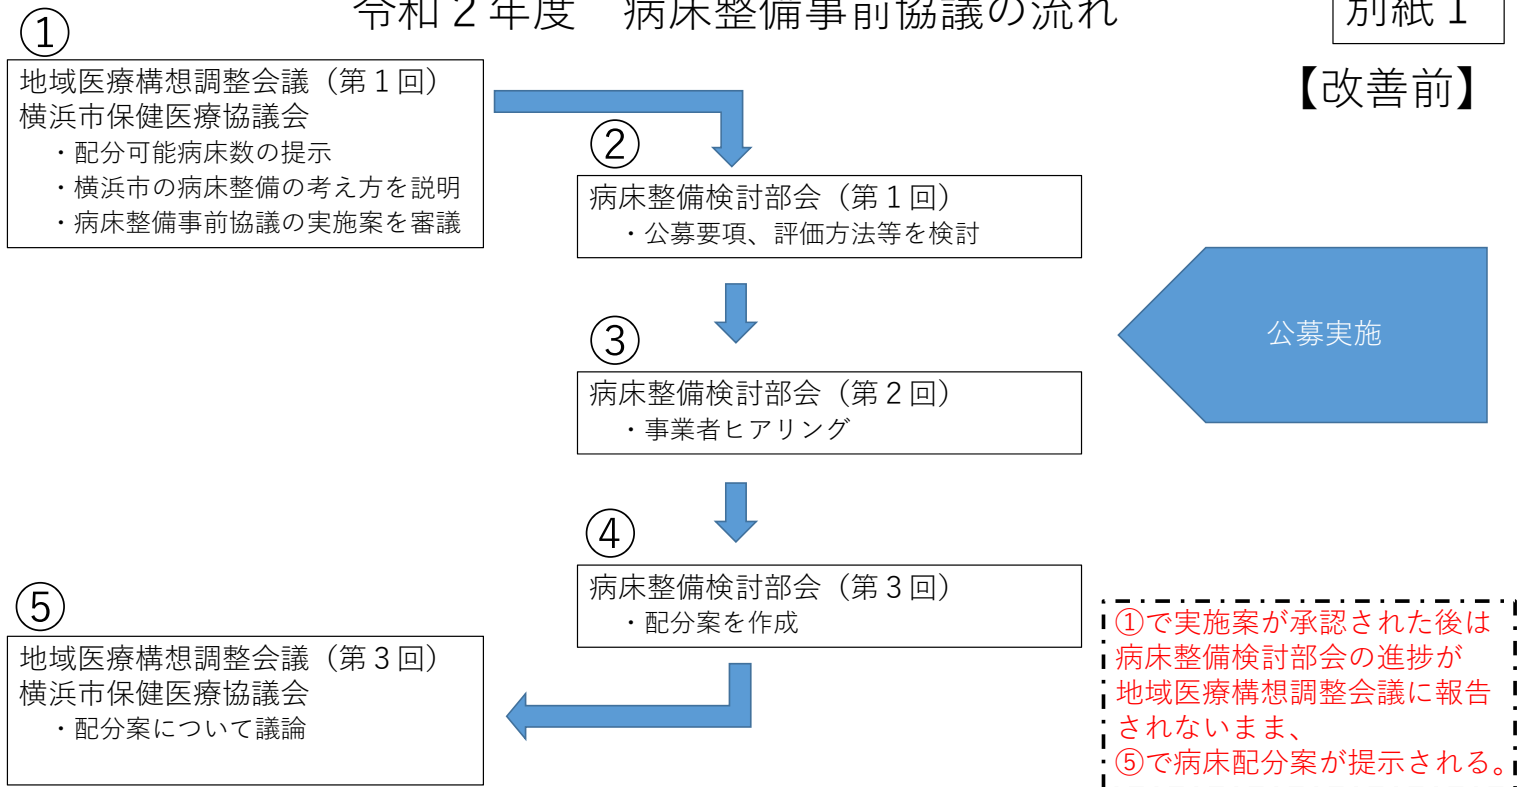 令和２年度　病床整備事前協議の流れ
別紙１
【改善前】
①
地域医療構想調整会議（第１回）
横浜市保健医療協議会
・配分可能病床数の提示
・横浜市の病床整備の考え方を説明
・病床整備事前協議の実施案を審議
②
病床整備検討部会（第１回）
・公募要項、評価方法等を検討
公募実施
③
病床整備検討部会（第２回）
・事業者ヒアリング
④
病床整備検討部会（第３回）
・配分案を作成
⑤
地域医療構想調整会議（第３回）
横浜市保健医療協議会
・配分案について議論
①で実施案が承認された後は
病床整備検討部会の進捗が
地域医療構想調整会議に報告
されないまま、
⑤で病床配分案が提示される。